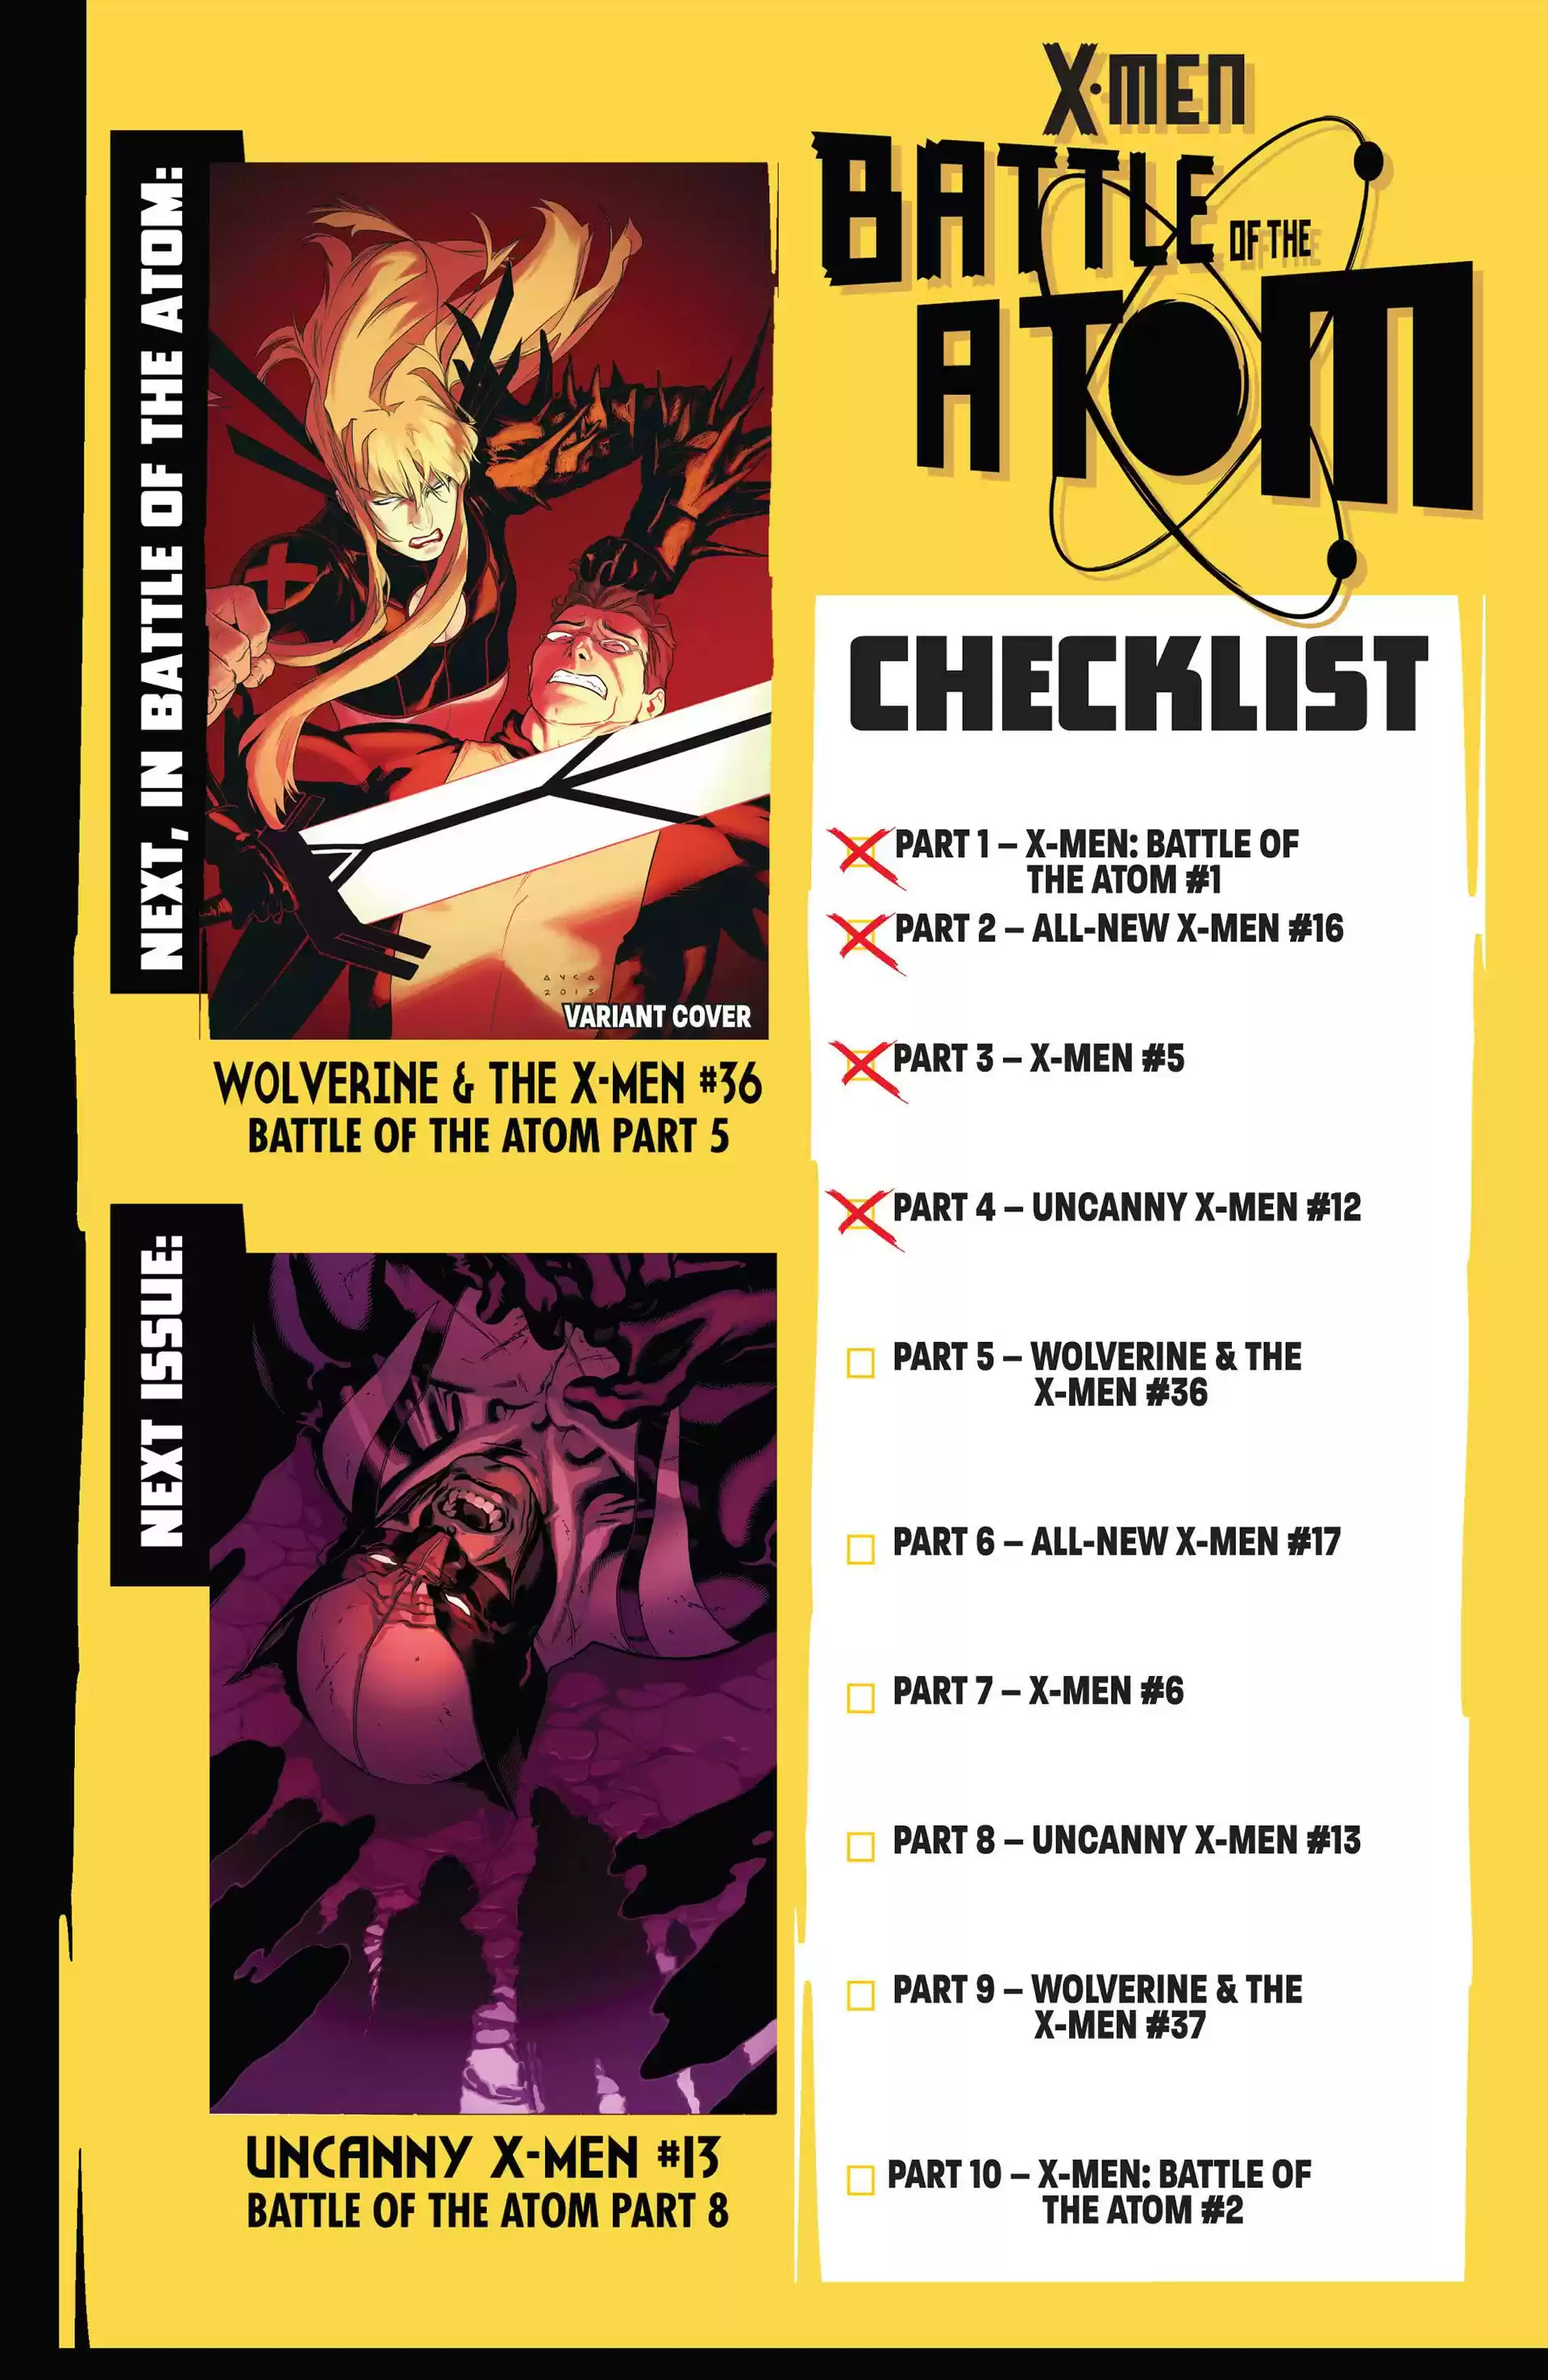 NEXT, IN BATTLE OF THE ATOM:
AYCA
2013
VARIANT COVER
WOLVERINE & THE X-MEN #36
BATTLE OF THE ATOM PART 5
NEXT ISSUE:
UNCANNY X-MEN #13
BATTLE OF THE ATOM PART 8
X-MEN
BATTLE OF THE
ATOM
CHECKLIST
PART 1 – X-MEN: BATTLE OF
THE ATOM #1
PART 2 – ALL-NEW X-MEN #16
PART 3 – X-MEN #5
PART 4 – UNCANNY X-MEN #12
PART 5 – WOLVERINE & THE
X-MEN #36
PART 6 – ALL-NEW X-MEN #17
PART 7 – X-MEN #6
PART 8 – UNCANNY X-MEN #13
PART 9 – WOLVERINE & THE
X-MEN #37
PART 10 – X-MEN: BATTLE OF
THE ATOM #2